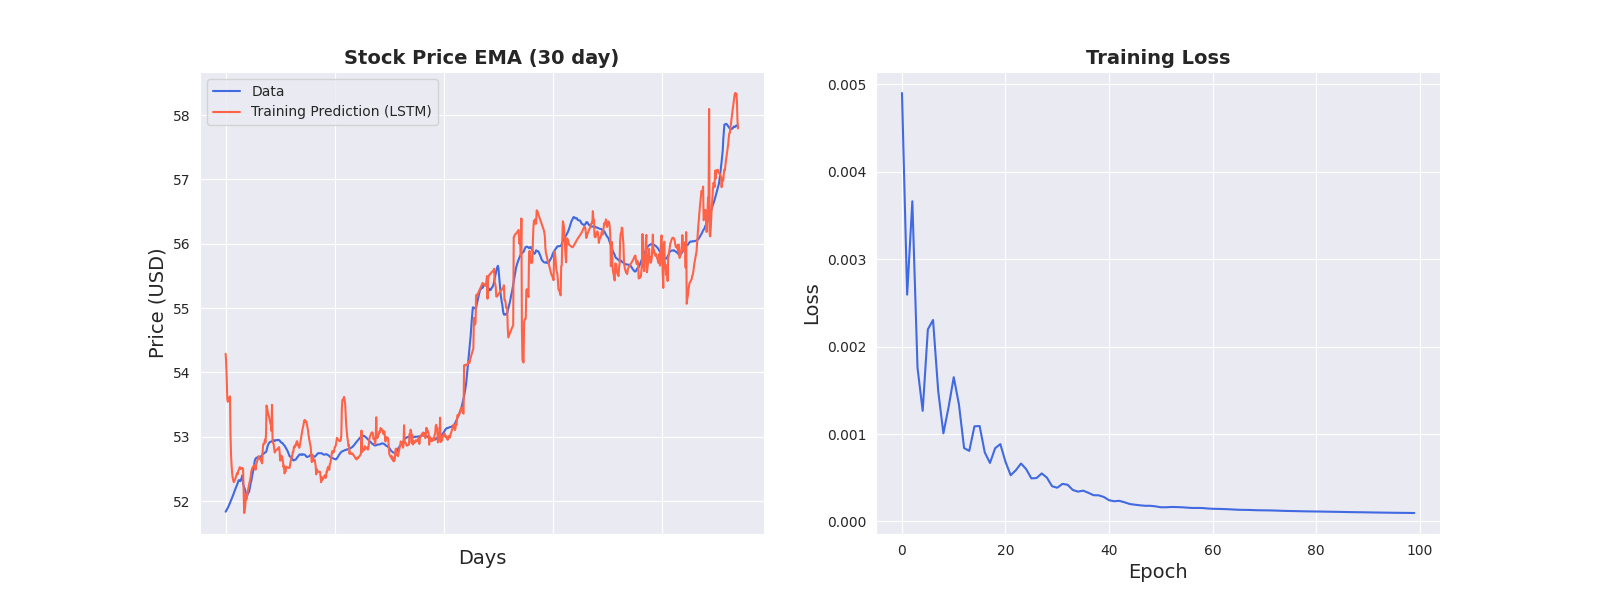 Stock Price EMA (30 day)
Data
Training Prediction (LSTM)
58
57
56
55
54
53
52
Price (USD)
Days
Training Loss
0.005
0.004
0.003
0.002
0.001
0.000
Loss
0 20 40 60 80 100
Epoch